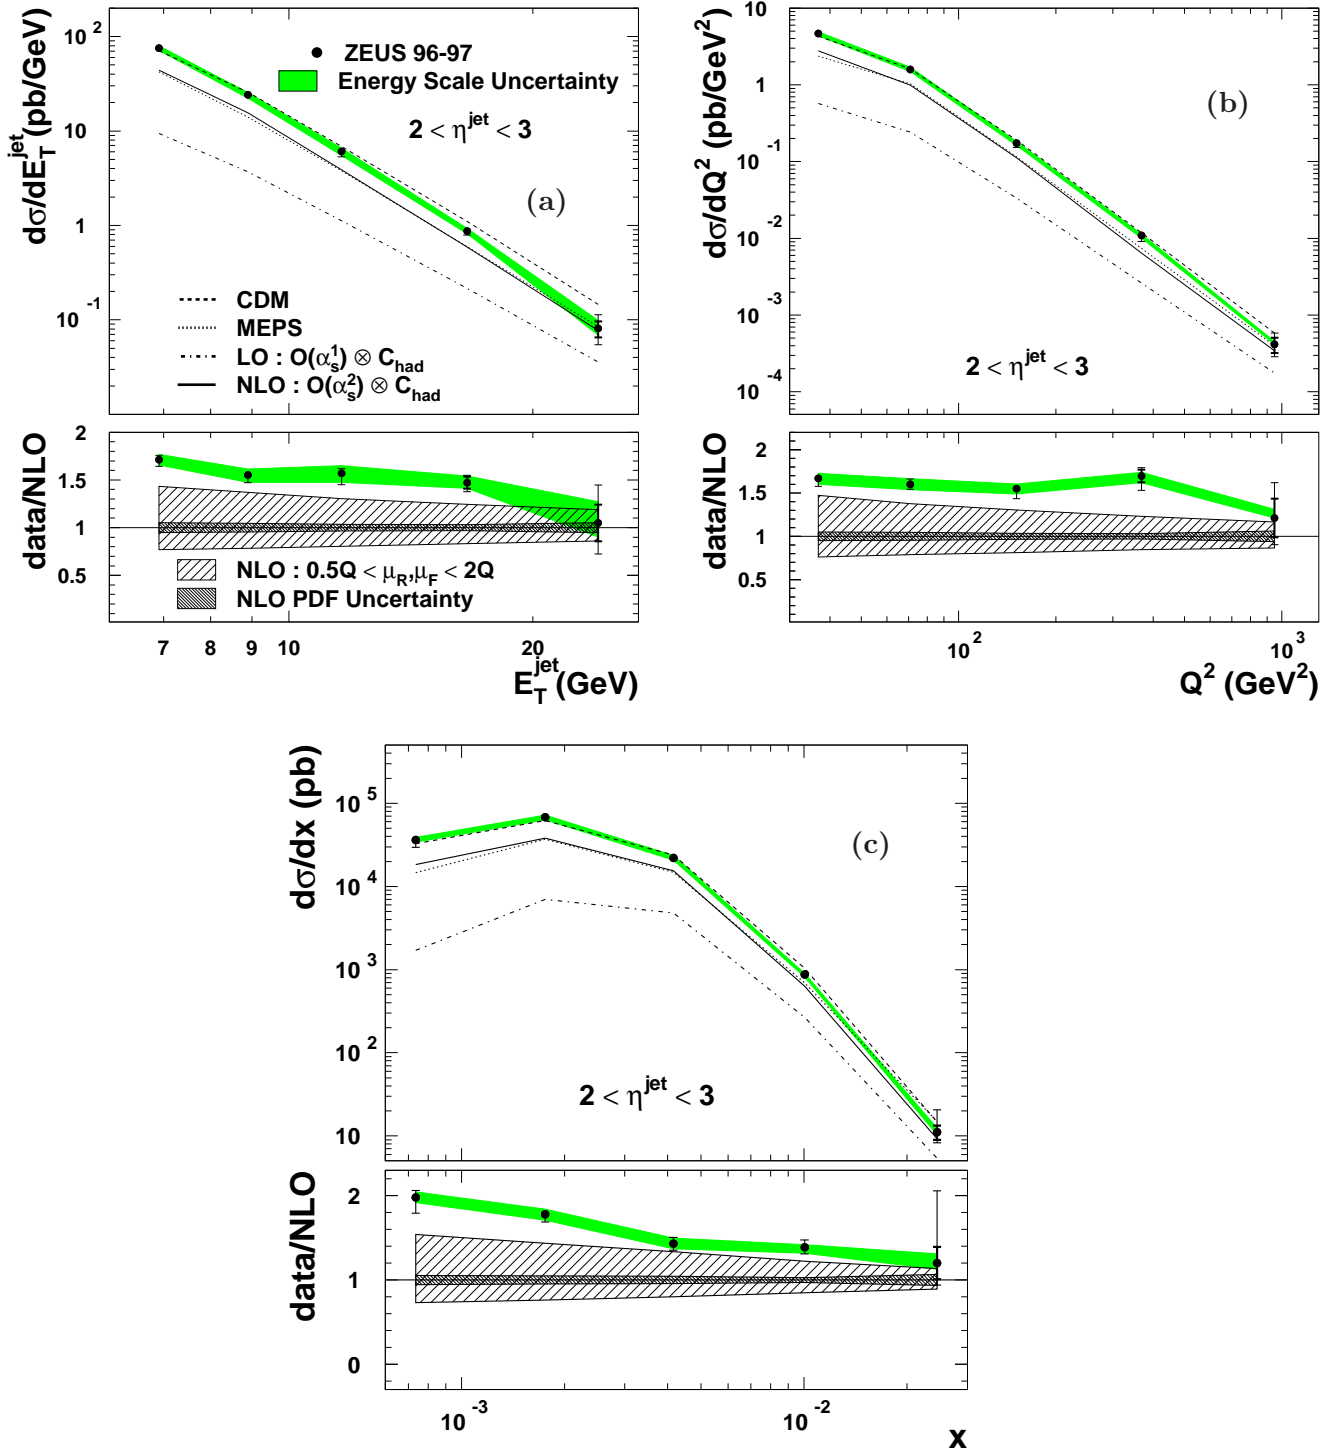 dσ/dE_T^jet (pb/GeV)
10^2
10
1
10^-1
ZEUS 96-97
Energy Scale Uncertainty
2 < η^jet < 3
(a)
CDM
MEPS
LO : O(α_s^1) ⊗ C_had
NLO : O(α_s^2) ⊗ C_had
data/NLO
2
1.5
1
0.5
NLO : 0.5Q < μ_R,μ_F < 2Q
NLO PDF Uncertainty
7 8 9 10 20
E_T^jet (GeV)
dσ/dQ^2 (pb/GeV^2)
10
1
10^-1
10^-2
10^-3
10^-4
(b)
2 < η^jet < 3
data/NLO
2
1.5
1
0.5
10^2 10^3
Q^2 (GeV^2)
dσ/dx (pb)
10^5
10^4
10^3
10^2
10
(c)
2 < η^jet < 3
data/NLO
2
1
0
10^-3 10^-2
x